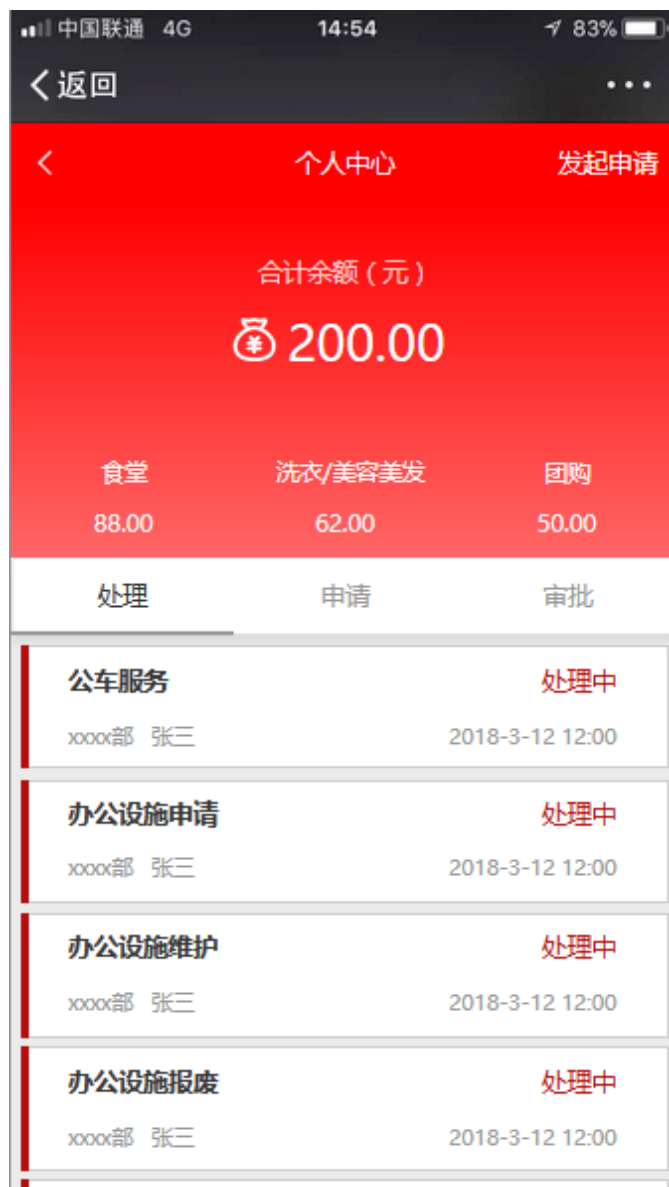 中国联通 4G 14:54 83%
返回
个人中心 发起申请
合计余额（元）
200.00
食堂 洗衣/美容美发 团购
88.00 62.00 50.00
处理 申请 审批
公车服务 处理中
xxxx部 张三 2018-3-12 12:00
办公设施申请 处理中
xxxx部 张三 2018-3-12 12:00
办公设施维护 处理中
xxxx部 张三 2018-3-12 12:00
办公设施报废 处理中
xxxx部 张三 2018-3-12 12:00